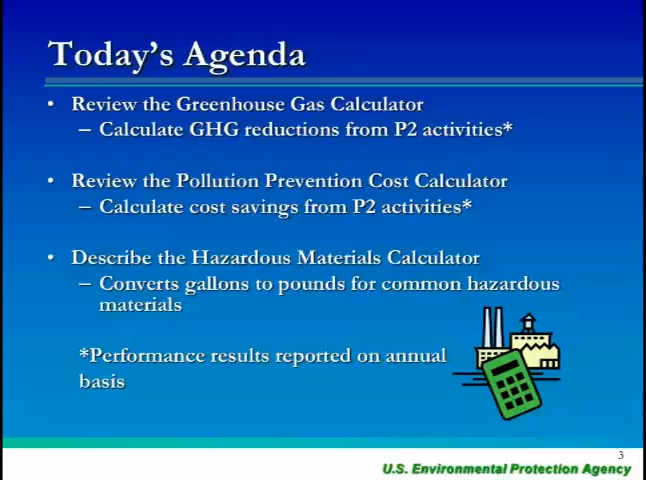 Today's Agenda
• Review the Greenhouse Gas Calculator
– Calculate GHG reductions from P2 activities*
• Review the Pollution Prevention Cost Calculator
– Calculate cost savings from P2 activities*
• Describe the Hazardous Materials Calculator
– Converts gallons to pounds for common hazardous
materials
*Performance results reported on annual
basis
3
U.S. Environmental Protection Agency